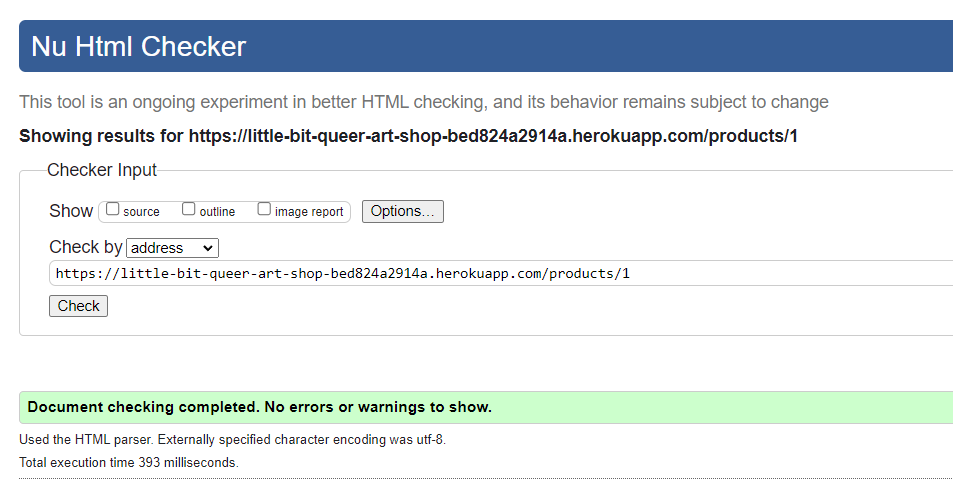 Nu Html Checker
This tool is an ongoing experiment in better HTML checking, and its behavior remains subject to change
Showing results for https://little-bit-queer-art-shop-bed824a2914a.herokuapp.com/products/1
Checker Input
Show source outline image report Options...
Check by address
https://little-bit-queer-art-shop-bed824a2914a.herokuapp.com/products/1
Check
Document checking completed. No errors or warnings to show.
Used the HTML parser. Externally specified character encoding was utf-8.
Total execution time 393 milliseconds.